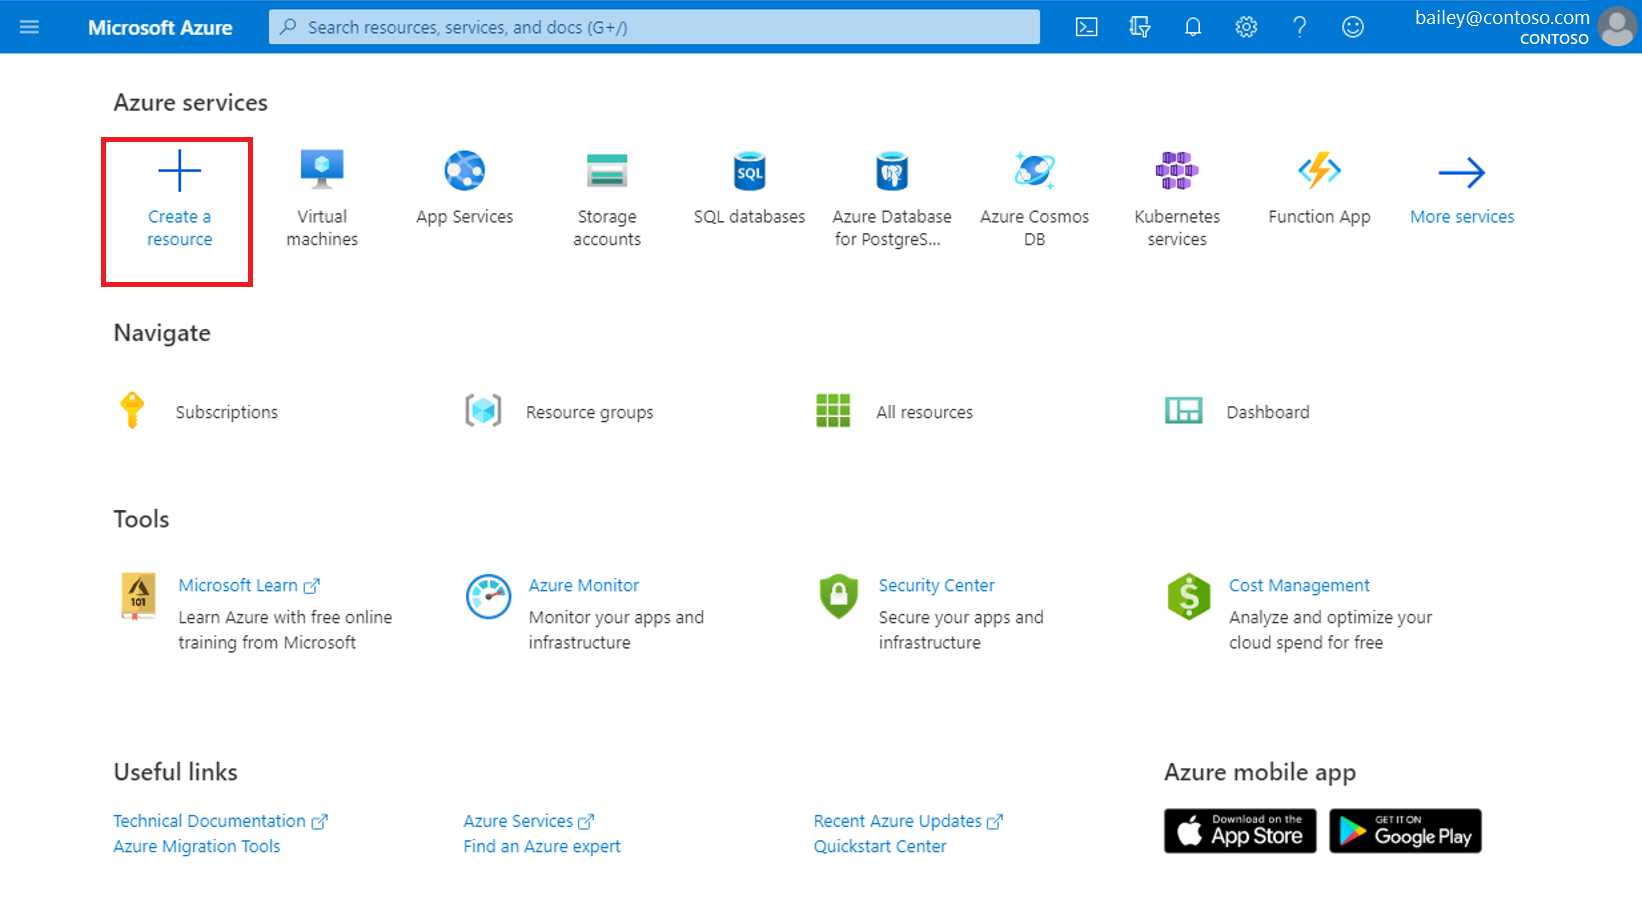 Microsoft Azure
Search resources, services, and docs (G+/)
bailey@contoso.com
CONTOSO
Azure services
Create a
resource
Virtual
machines
App Services
Storage
accounts
SQL
SQL databases
Azure Database
for PostgreS...
Azure Cosmos
DB
Kubernetes
services
Function App
More services
Navigate
Subscriptions
Resource groups
All resources
Dashboard
Tools
101
Microsoft Learn
Learn Azure with free online
training from Microsoft
Azure Monitor
Monitor your apps and
infrastructure
Security Center
Secure your apps and
infrastructure
$
Cost Management
Analyze and optimize your
cloud spend for free
Useful links
Technical Documentation
Azure Migration Tools
Azure Services
Find an Azure expert
Recent Azure Updates
Quickstart Center
Azure mobile app
Download on the
App Store
GET IT ON
Google Play